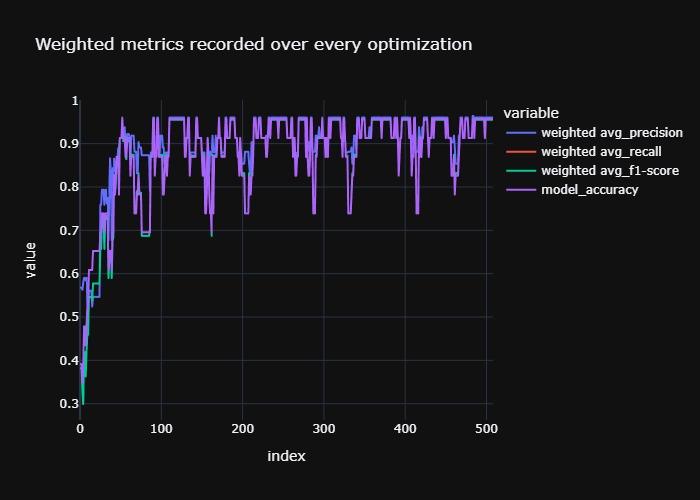 Weighted metrics recorded over every optimization
variable
weighted avg_precision
weighted avg_recall
weighted avg_f1-score
model_accuracy
value
1
0.9
0.8
0.7
0.6
0.5
0.4
0.3
0 100 200 300 400 500
index